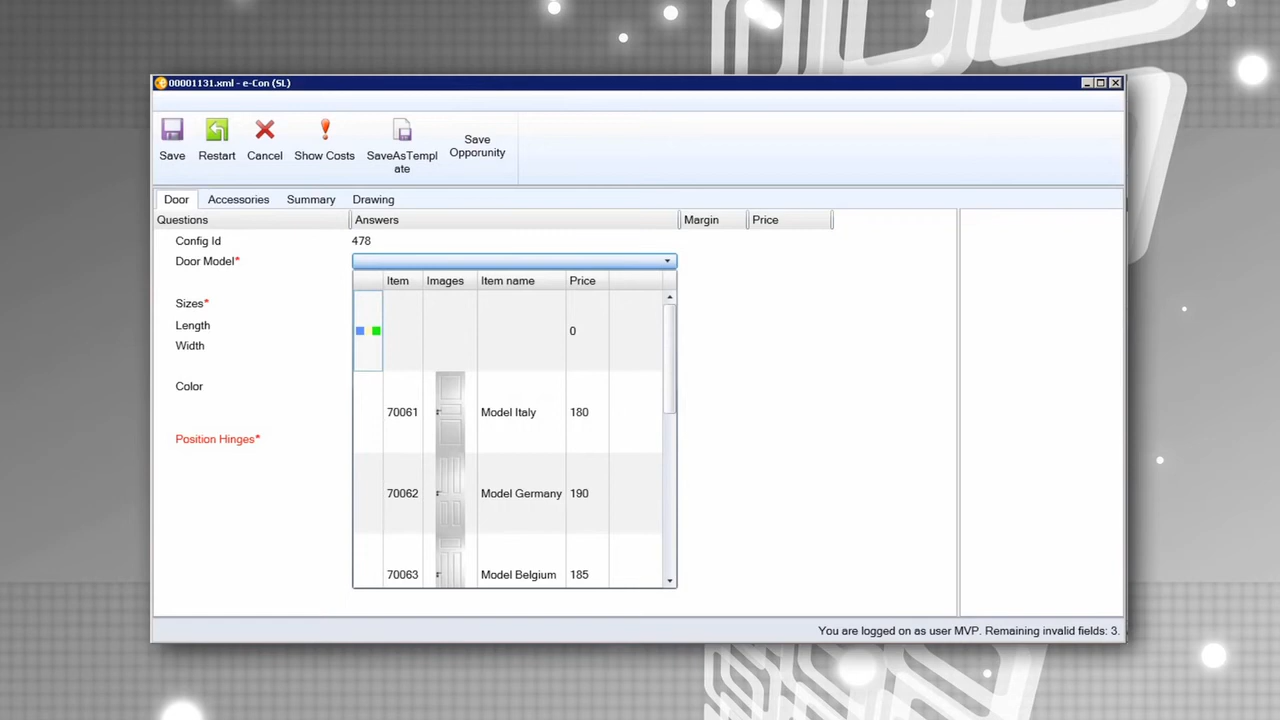 00001131.xml - e-Con (SL)
Save
Restart
Cancel
Show Costs
SaveAsTempl
ate
Save
Opporunity
Door Accessories Summary Drawing
Questions Answers Margin Price
Config Id 478
Door Model*
Item Images Item name Price
0
Sizes*
Length
Width
Color
70061 Model Italy 180
Position Hinges*
70062 Model Germany 190
70063 Model Belgium 185
You are logged on as user MVP. Remaining invalid fields: 3.